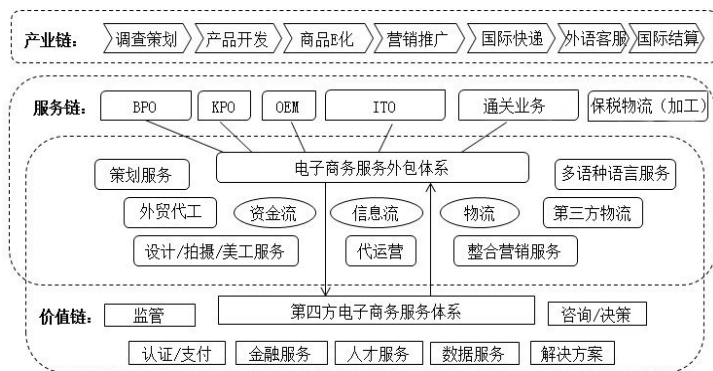 产业链: 调查策划 产品开发 商品E化 营销推广 国际快递 外语客服 国际结算
服务链: BPO KPO OEM ITO 通关业务 保税物流(加工)
电子商务服务外包体系
策划服务 多语种语言服务
外贸代工 资金流 信息流 物流 第三方物流
设计/拍摄/美工服务 代运营 整合营销服务
价值链: 监管 第四方电子商务服务体系 咨询/决策
认证/支付 金融服务 人才服务 数据服务 解决方案